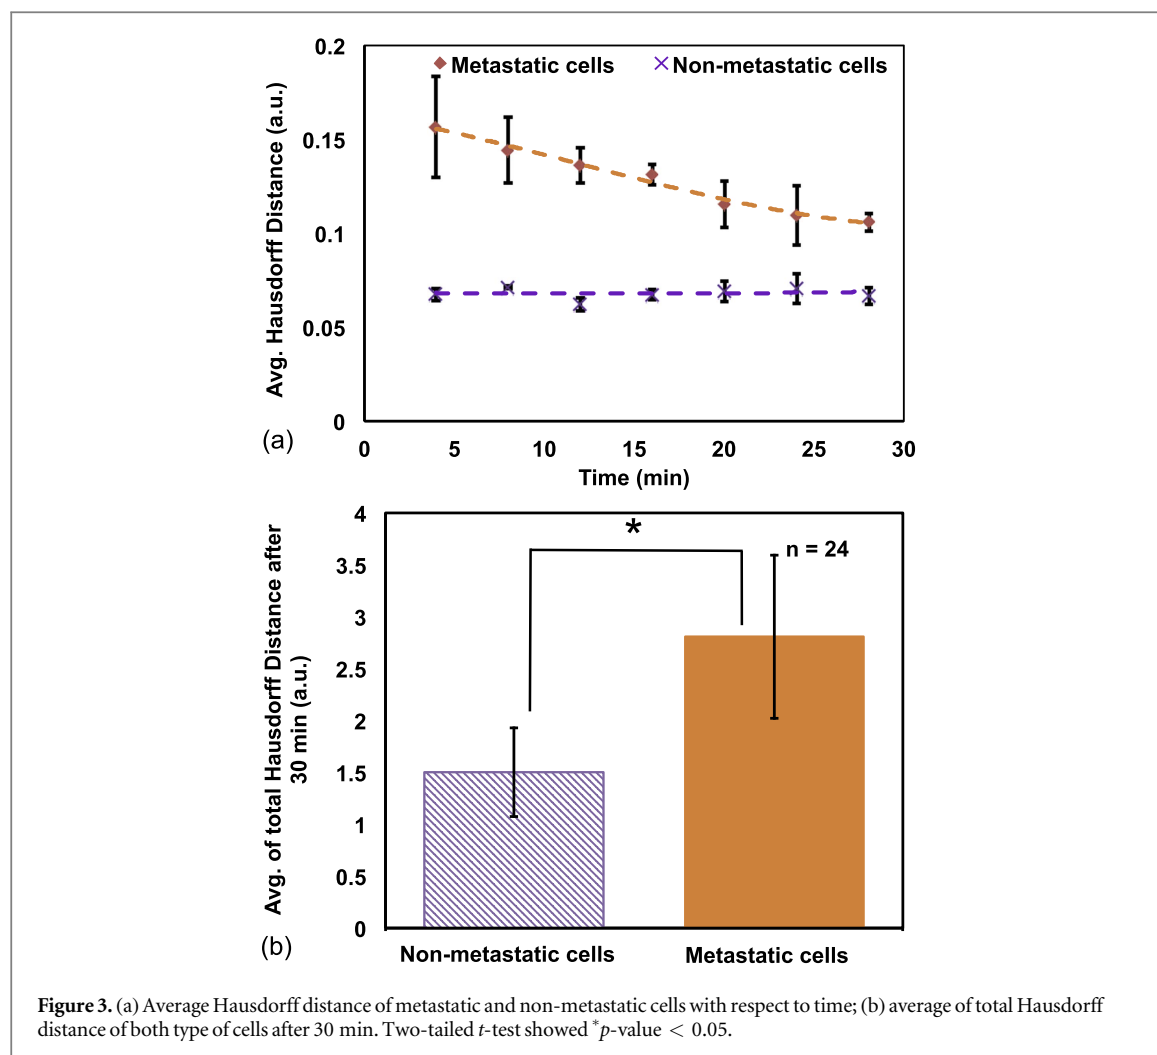 0.2
Metastatic cells
Non-metastatic cells
0.15
0.1
0.05
0
Avg. Hausdorff Distance (a.u.)
(a)
0 5 10 15 20 25 30
Time (min)
4
3.5
3
2.5
2
1.5
1
0.5
0
Avg. of total Hausdorff Distance after
30 min (a.u.)
*
n = 24
(b)
Non-metastatic cells
Metastatic cells
Figure 3. (a) Average Hausdorff distance of metastatic and non-metastatic cells with respect to time; (b) average of total Hausdorff
distance of both type of cells after 30 min. Two-tailed t-test showed *p-value < 0.05.